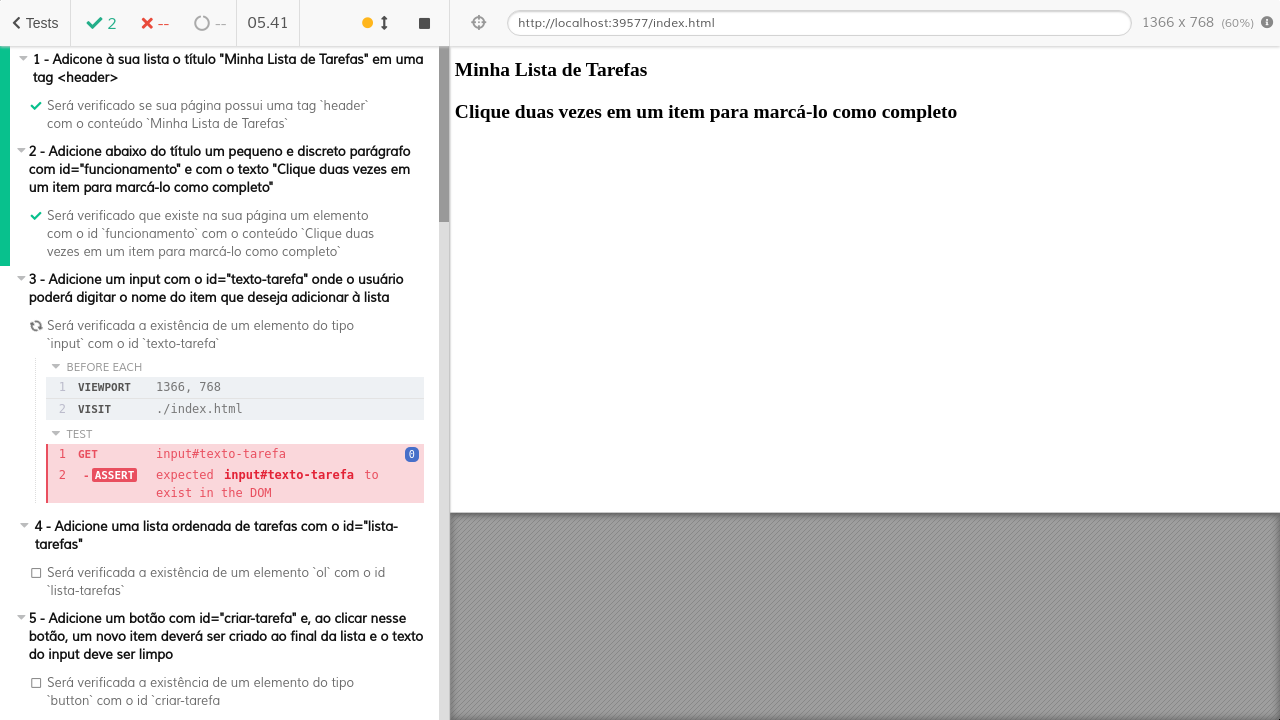 Tests
2
--
--
05.41
http://localhost:39577/index.html
1366 x 768 (60%)
1 - Adicone à sua lista o título "Minha Lista de Tarefas" em uma
tag <header>
Será verificado se sua página possui uma tag `header`
com o conteúdo `Minha Lista de Tarefas`
2 - Adicione abaixo do título um pequeno e discreto parágrafo
com id="funcionamento" e com o texto "Clique duas vezes em
um item para marcá-lo como completo"
Será verificado que existe na sua página um elemento
com o id `funcionamento` com o conteúdo `Clique duas
vezes em um item para marcá-lo como completo`
3 - Adicione um input com o id="texto-tarefa" onde o usuário
poderá digitar o nome do item que deseja adicionar à lista
Será verificada a existência de um elemento do tipo
`input` com o id `texto-tarefa`
BEFORE EACH
1 VIEWPORT 1366, 768
2 VISIT ./index.html
TEST
1 GET input#texto-tarefa 0
2 -ASSERT expected input#texto-tarefa to
exist in the DOM
4 - Adicione uma lista ordenada de tarefas com o id="lista-
tarefas"
Será verificada a existência de um elemento `ol` com o id
`lista-tarefas`
5 - Adicione um botão com id="criar-tarefa" e, ao clicar nesse
botão, um novo item deverá ser criado ao final da lista e o texto
do input deve ser limpo
Será verificada a existência de um elemento do tipo
`button` com o id `criar-tarefa
Minha Lista de Tarefas
Clique duas vezes em um item para marcá-lo como completo